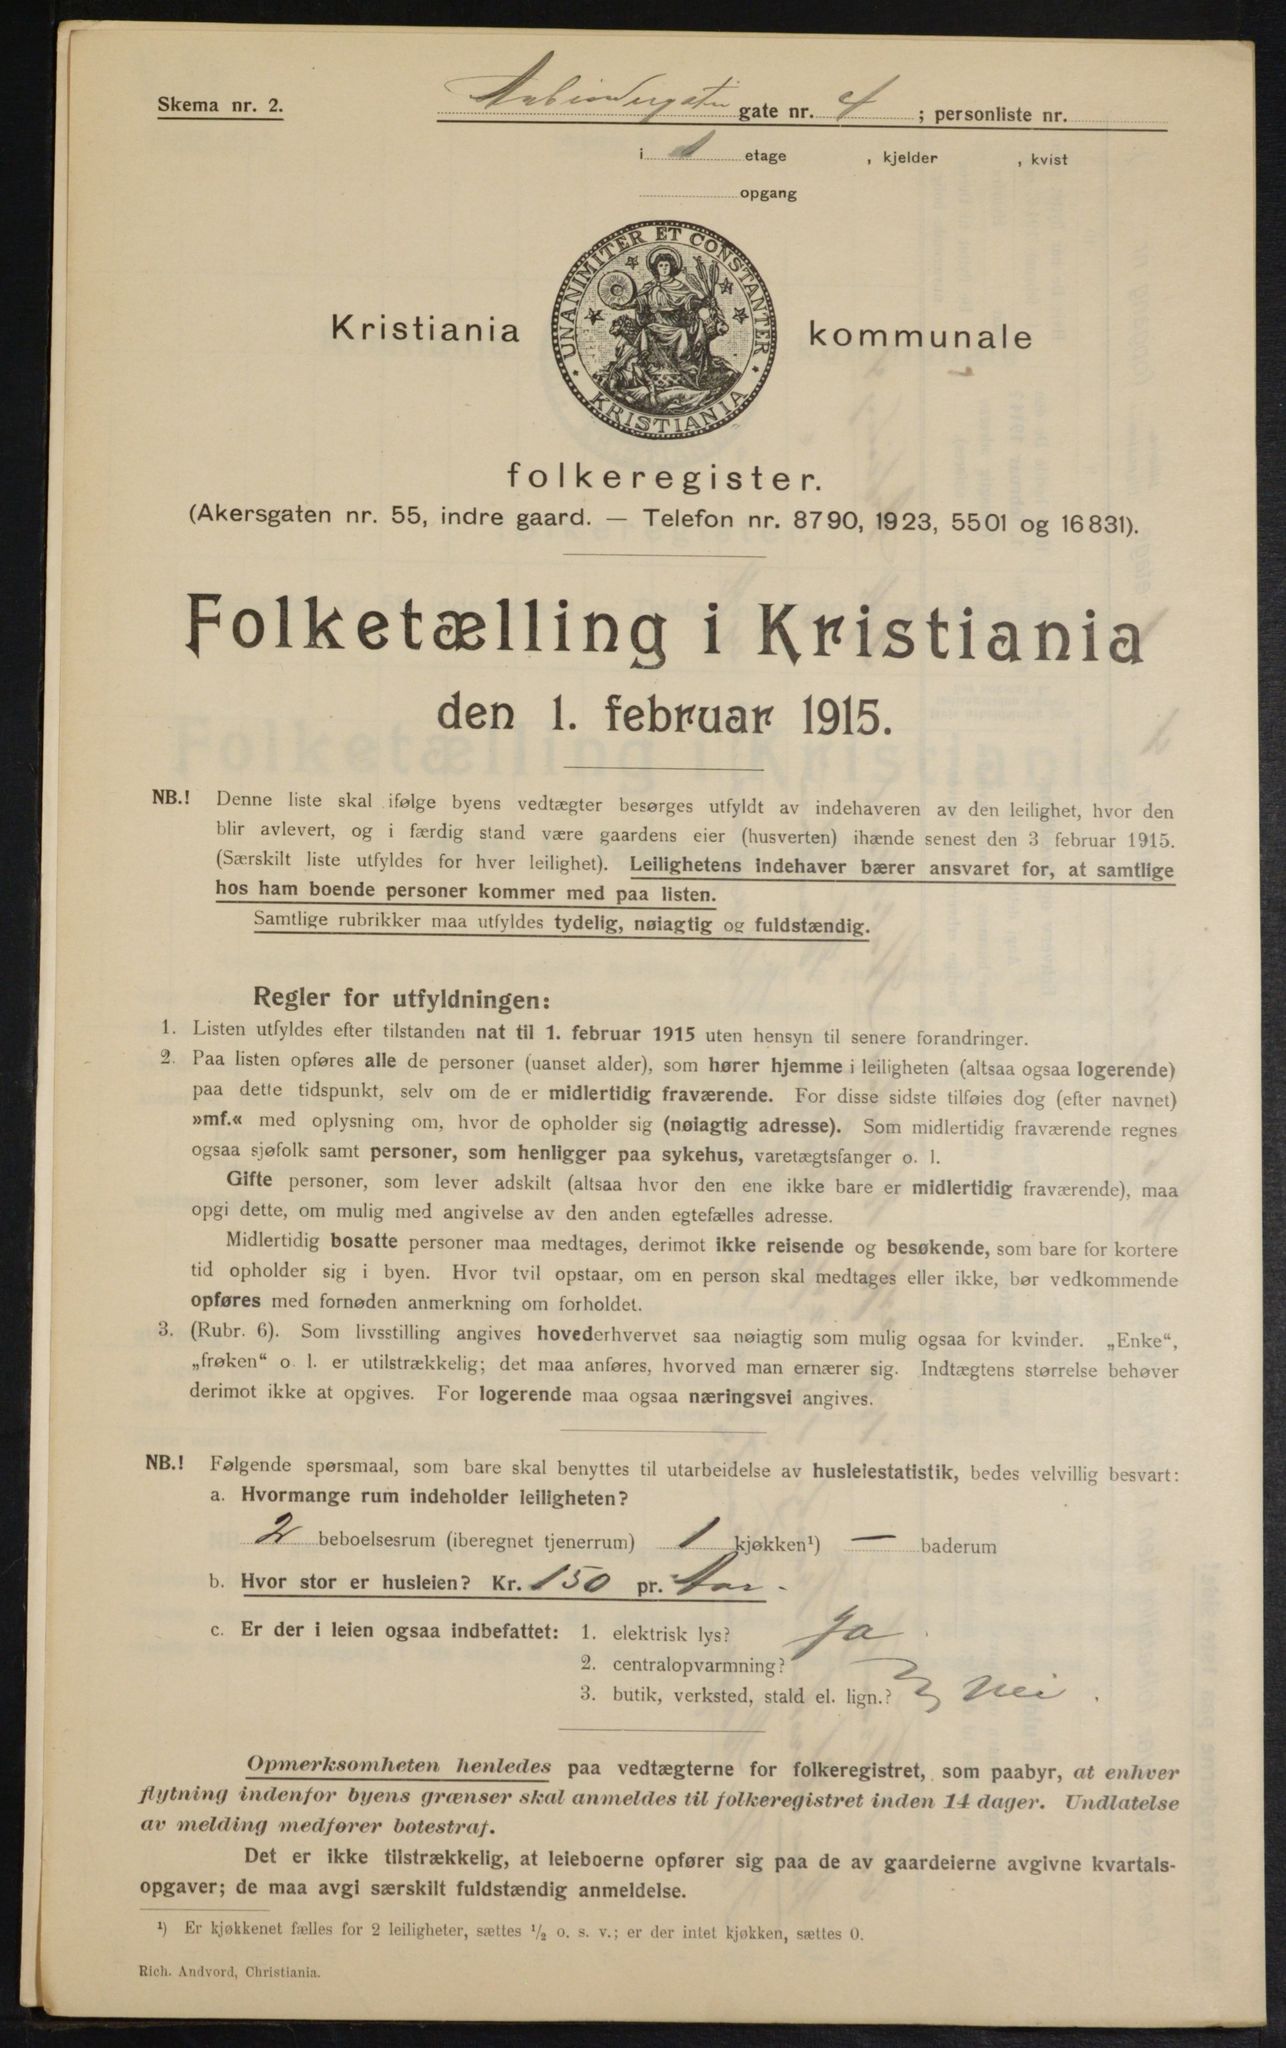 Skema nr. 2.
gate nr. 4 ; personliste nr.
i 1 etage , kjelder , kvist
opgang
UNANIMITER ET CONSTANTER
KRISTIANIA
Kristiania kommunale
folkeregister.
(Akersgaten nr. 55, indre gaard. — Telefon nr. 8790, 1923, 5501 og 16831).
Folketælling i Kristiania
den 1. februar 1915.
NB.! Denne liste skal ifølge byens vedtægter besørges utfyldt av indehaveren av den leilighet, hvor den
blir avlevert, og i færdig stand være gaardens eier (husverten) ihænde senest den 3 februar 1915.
(Særskilt liste utfyldes for hver leilighet). Leilighetens indehaver bærer ansvaret for, at samtlige
hos ham boende personer kommer med paa listen.
Samtlige rubrikker maa utfyldes tydelig, nøiagtig og fuldstændig.
Regler for utfyldningen:
1. Listen utfyldes efter tilstanden nat til 1. februar 1915 uten hensyn til senere forandringer.
2. Paa listen opføres alle de personer (uanset alder), som hører hjemme i leiligheten (altsaa ogsaa logerende)
paa dette tidspunkt, selv om de er midlertidig fraværende. For disse sidste tilføies dog (efter navnet)
»mf.« med oplysning om, hvor de opholder sig (nøiagtig adresse). Som midlertidig fraværende regnes
ogsaa sjøfolk samt personer, som henligger paa sykehus, varetægtsfanger o. l.
Gifte personer, som lever adskilt (altsaa hvor den ene ikke bare er midlertidig fraværende), maa
opgi dette, om mulig med angivelse av den anden egtefælles adresse.
Midlertidig bosatte personer maa medtages, derimot ikke reisende og besøkende, som bare for kortere
tid opholder sig i byen. Hvor tvil opstaar, om en person skal medtages eller ikke, bør vedkommende
opføres med fornøden anmerkning om forholdet.
3. (Rubr. 6). Som livsstilling angives hovederhvervet saa nøiagtig som mulig ogsaa for kvinder. „Enke“,
„frøken“ o l. er utilstrækkelig; det maa anføres, hvorved man ernærer sig. Indtægtens størrelse behøver
derimot ikke at opgives. For logerende maa ogsaa næringsvei angives.
NB.! Følgende spørsmaal, som bare skal benyttes til utarbeidelse av husleiestatistik, bedes velvillig besvart:
a. Hvormange rum indeholder leiligheten?
2 beboelsesrum (iberegnet tjenerrum) 1 kjøkken¹) — baderum
b. Hvor stor er husleien? Kr. 150 pr. Aar.
c. Er der i leien ogsaa indbefattet: 1. elektrisk lys? Ja.
2. centralopvarmning?
3. butik, verksted, stald el. lign.? Nei.
Opmerksomheten henledes paa vedtægterne for folkeregistret, som paabyr, at enhver
flytning indenfor byens grænser skal anmeldes til folkeregistret inden 14 dager. Undlatelse
av melding medfører botestraf.
Det er ikke tilstrækkelig, at leieboerne opfører sig paa de av gaardeierne avgivne kvartals-
opgaver; de maa avgi særskilt fuldstændig anmeldelse.
¹) Er kjøkkenet fælles for 2 leiligheter, sættes ¹/₂ o. s. v.; er der intet kjøkken, sættes 0.
Rich. Andvord, Christiania.